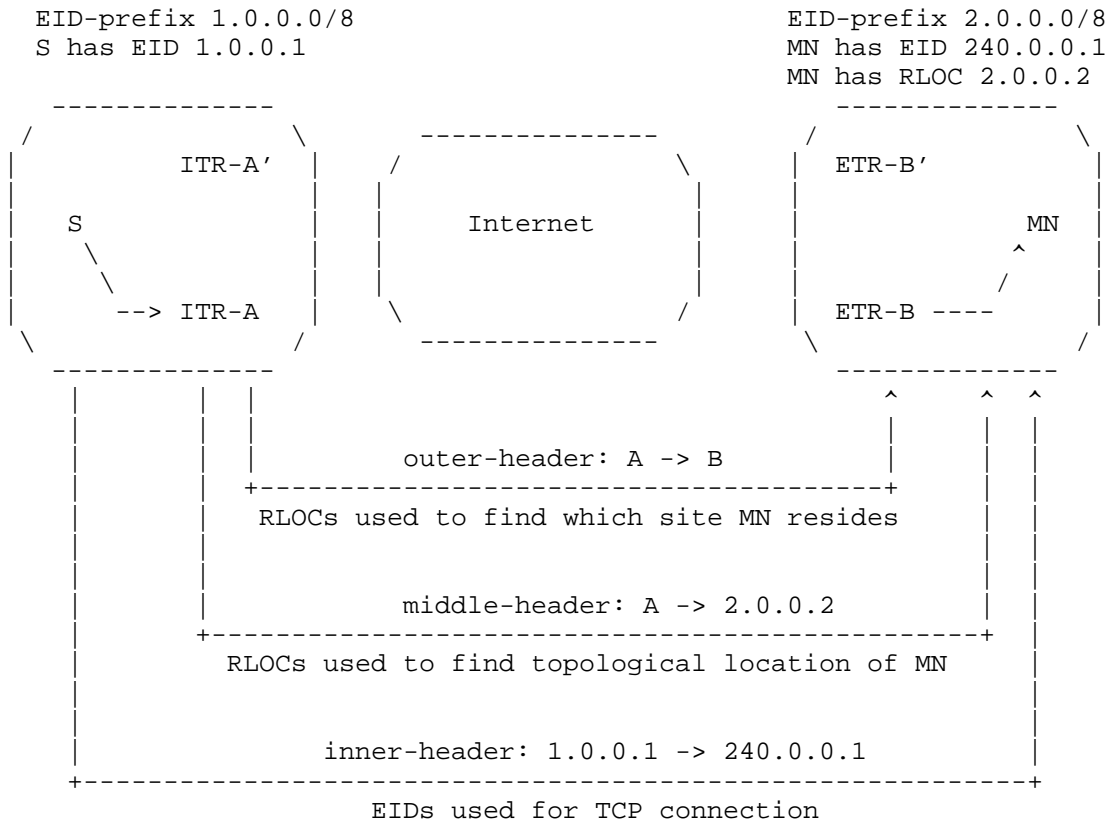 EID-prefix 1.0.0.0/8 EID-prefix 2.0.0.0/8
S has EID 1.0.0.1 MN has EID 240.0.0.1
MN has RLOC 2.0.0.2
ITR-A' ETR-B'
S Internet MN
--> ITR-A ETR-B ----
outer-header: A -> B
RLOCs used to find which site MN resides
middle-header: A -> 2.0.0.2
RLOCs used to find topological location of MN
inner-header: 1.0.0.1 -> 240.0.0.1
EIDs used for TCP connection